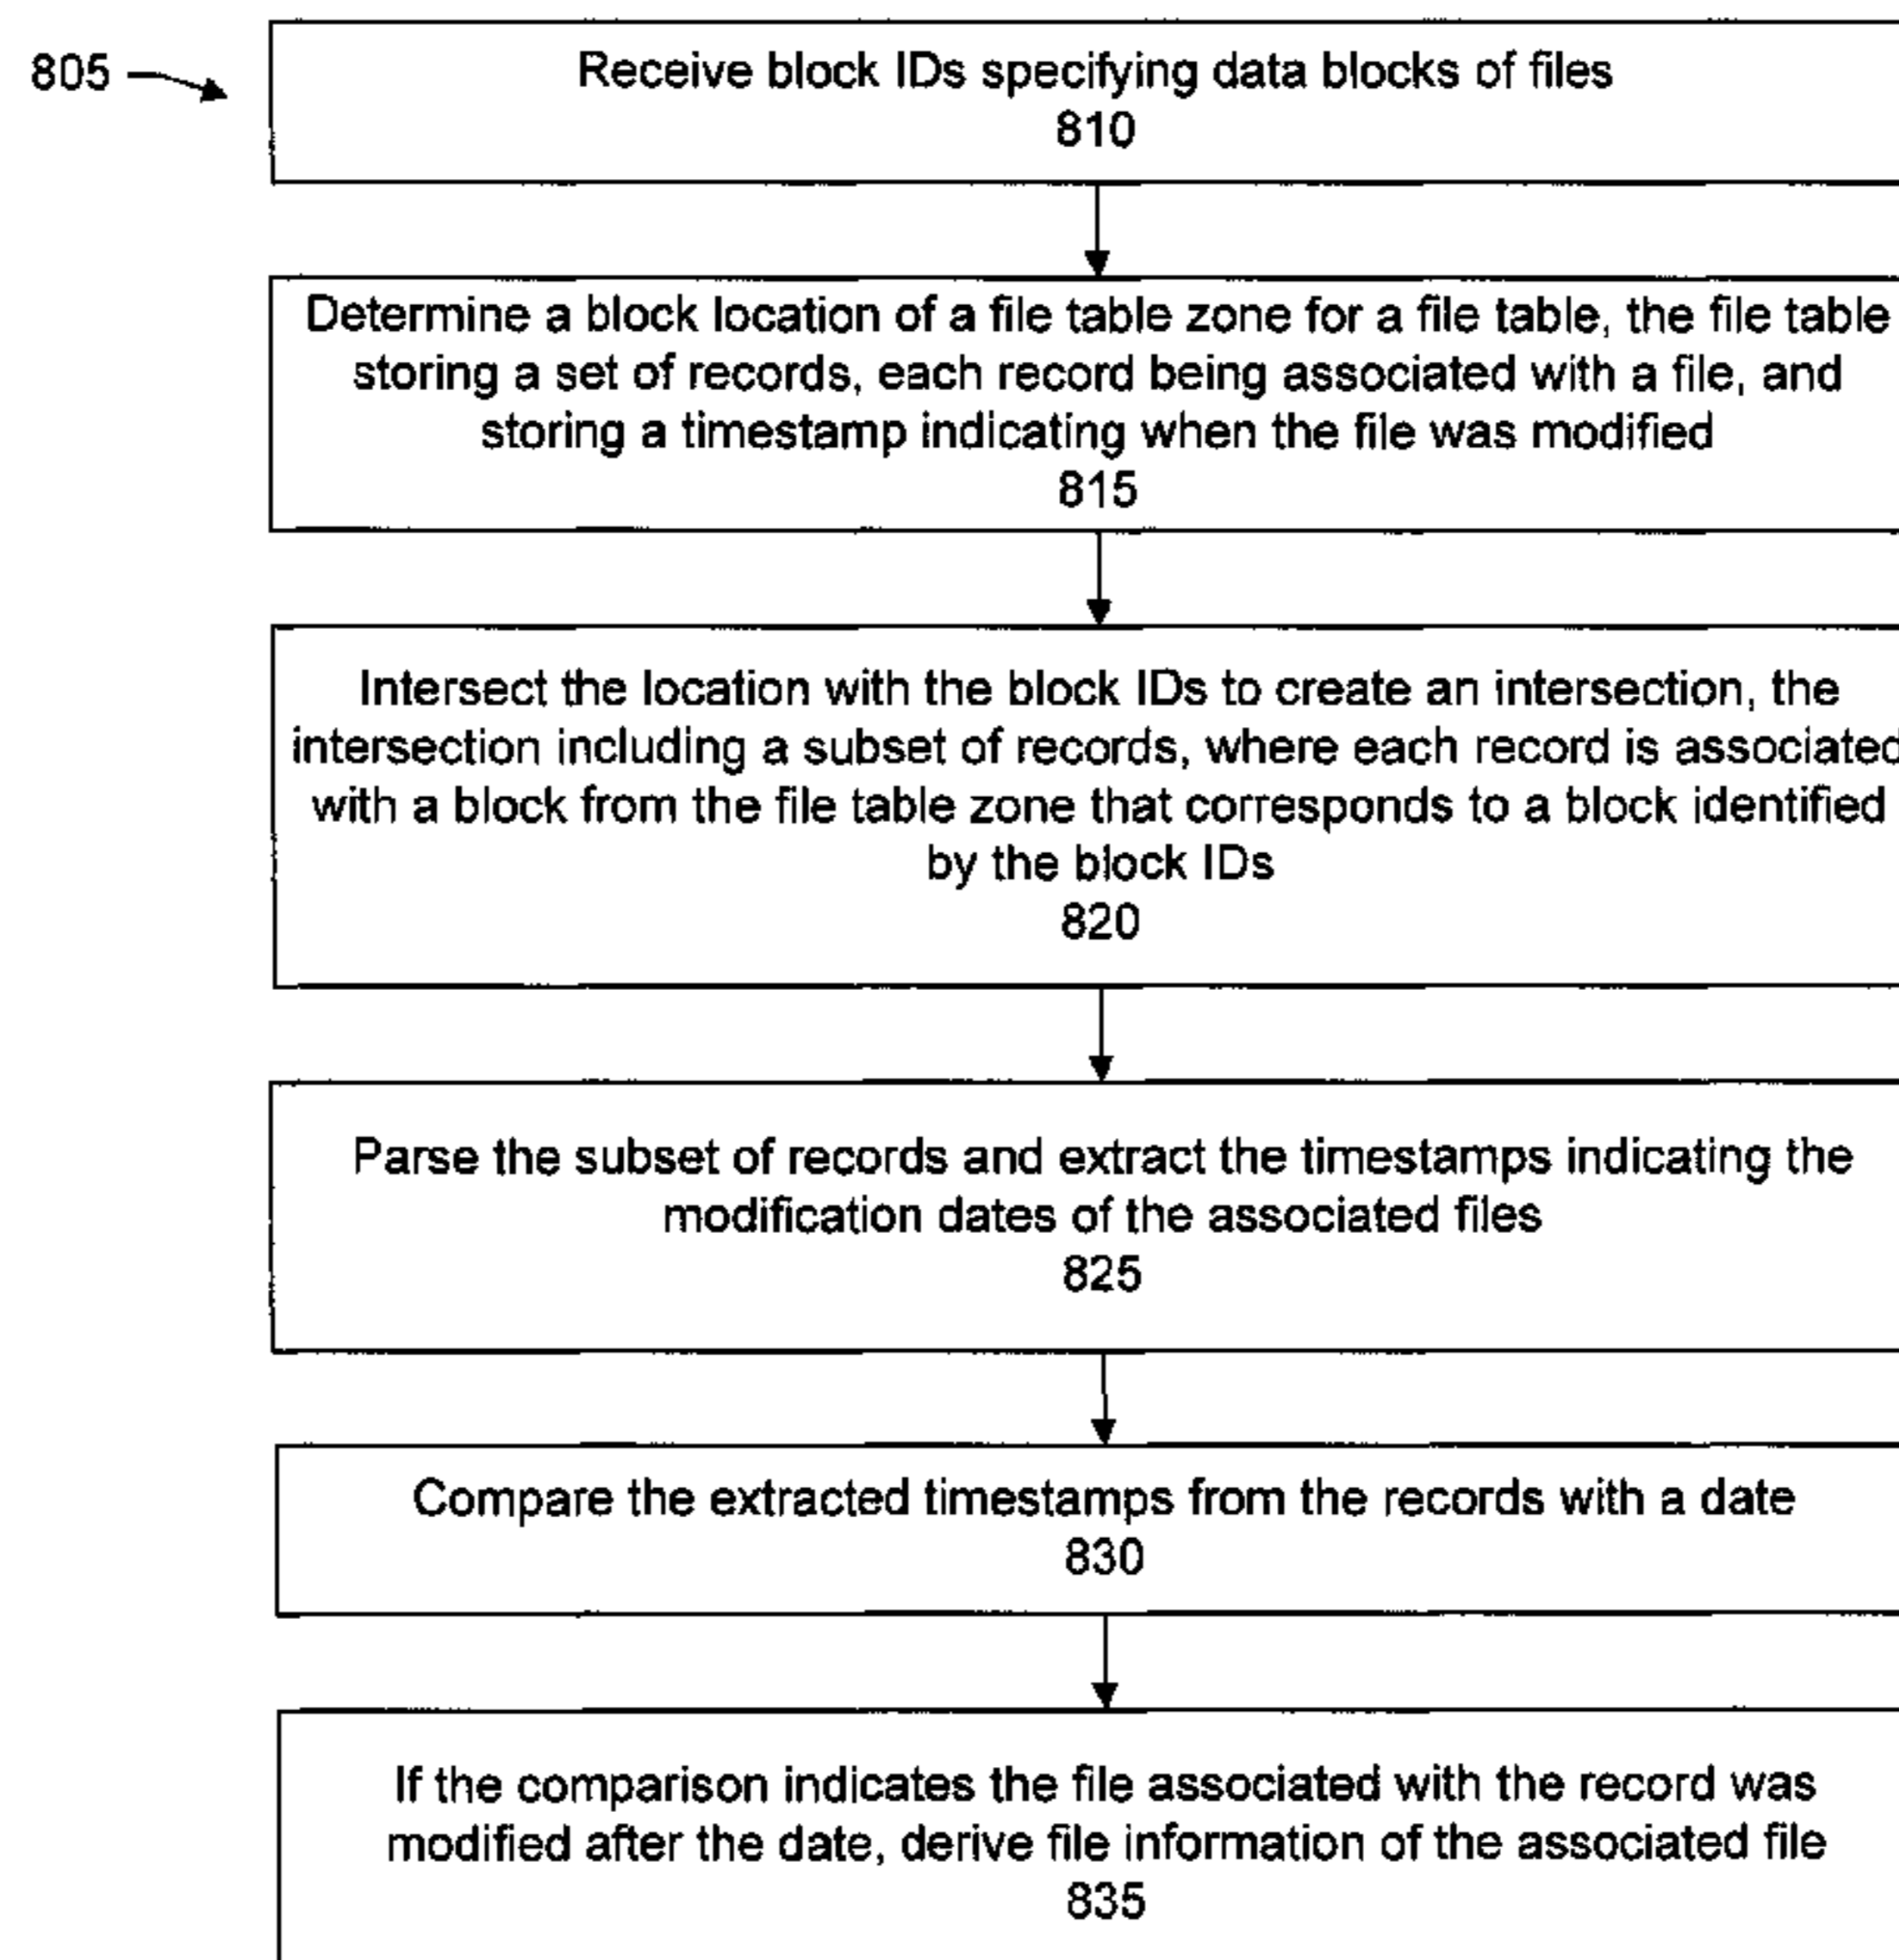 805
Receive block IDs specifying data blocks of files
810
Determine a block location of a file table zone for a file table, the file table
storing a set of records, each record being associated with a file, and
storing a timestamp indicating when the file was modified
815
Intersect the location with the block IDs to create an intersection, the
intersection including a subset of records, where each record is associated
with a block from the file table zone that corresponds to a block identified
by the block IDs
820
Parse the subset of records and extract the timestamps indicating the
modification dates of the associated files
825
Compare the extracted timestamps from the records with a date
830
If the comparison indicates the file associated with the record was
modified after the date, derive file information of the associated file
835